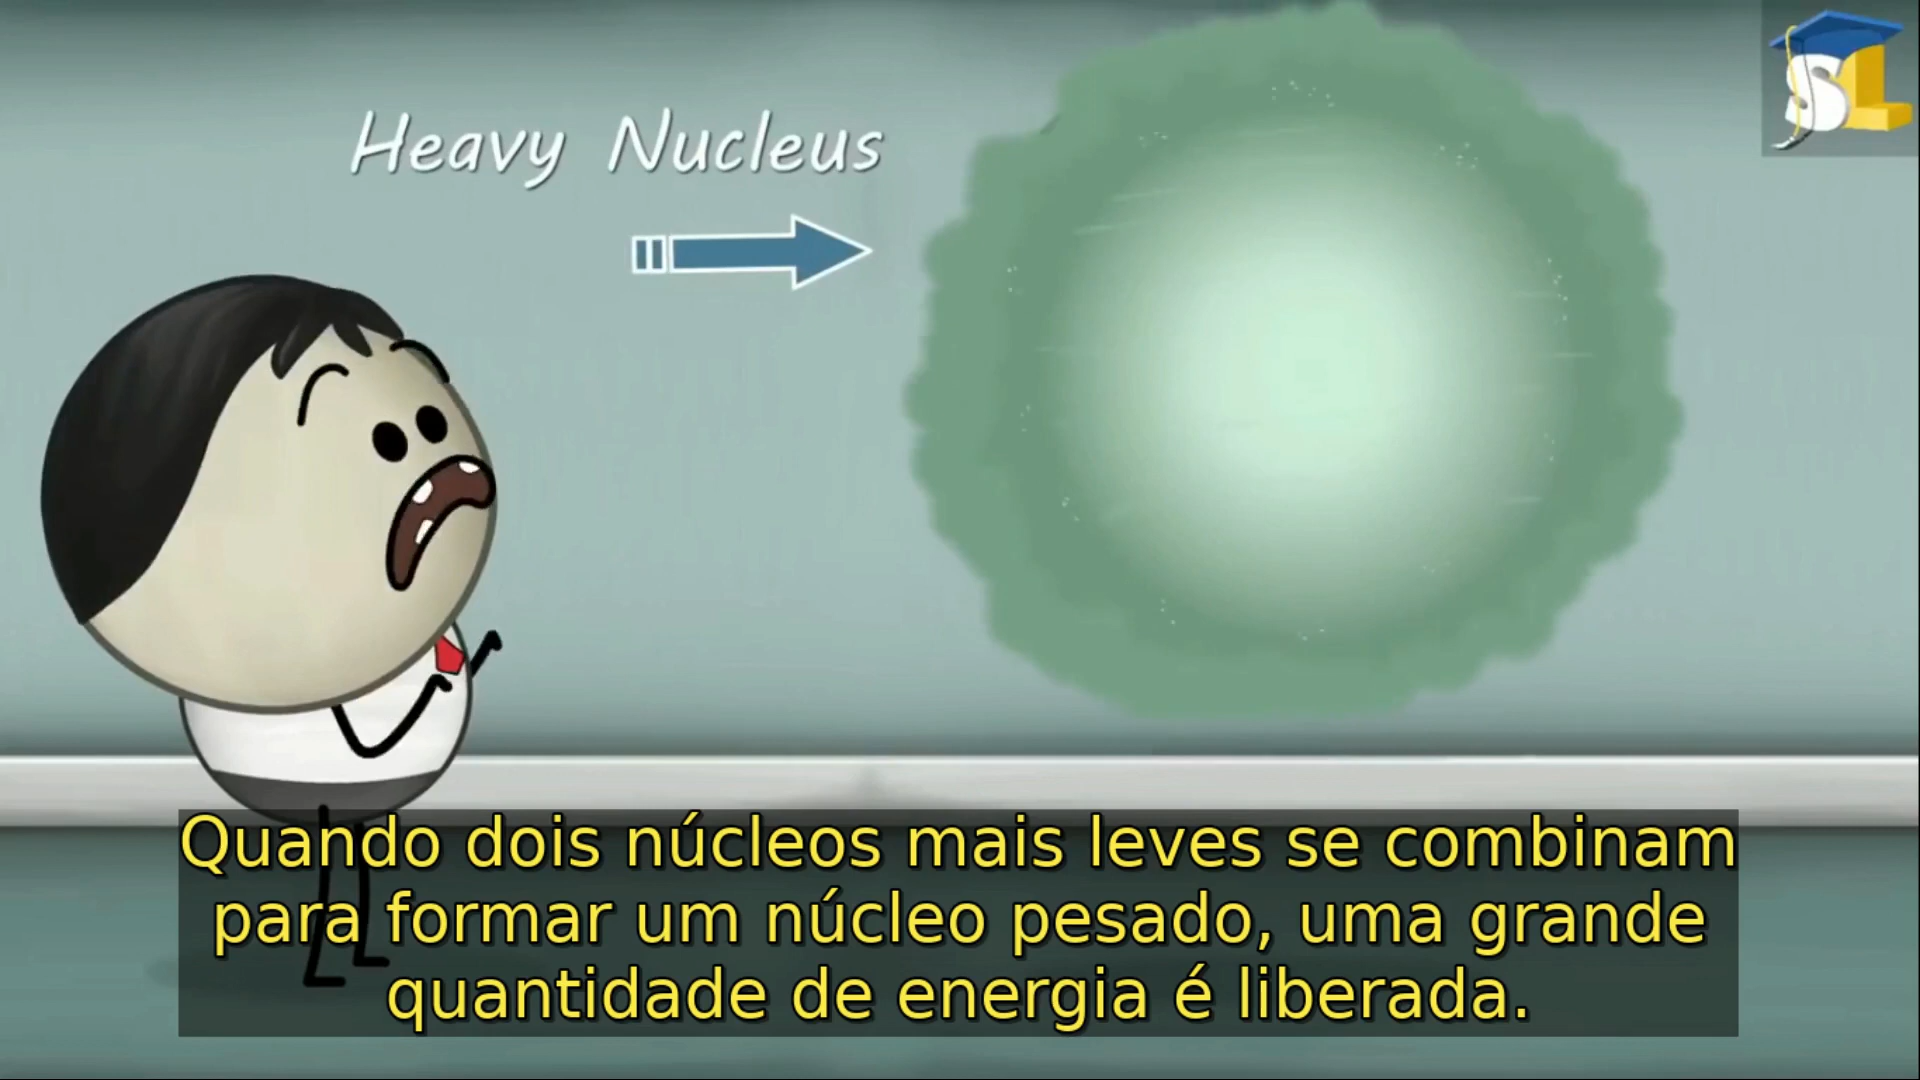 Heavy Nucleus
SL
Quando dois núcleos mais leves se combinam
para formar um núcleo pesado, uma grande
quantidade de energia é liberada.